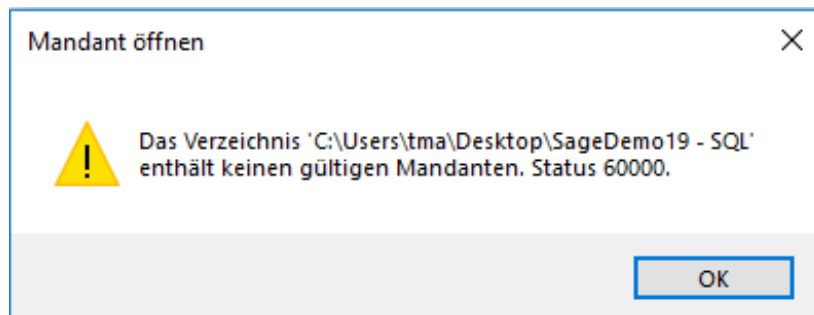 Mandant öffnen
Das Verzeichnis 'C:\Users\tma\Desktop\SageDemo19 - SQL'
enthält keinen gültigen Mandanten. Status 60000.
OK